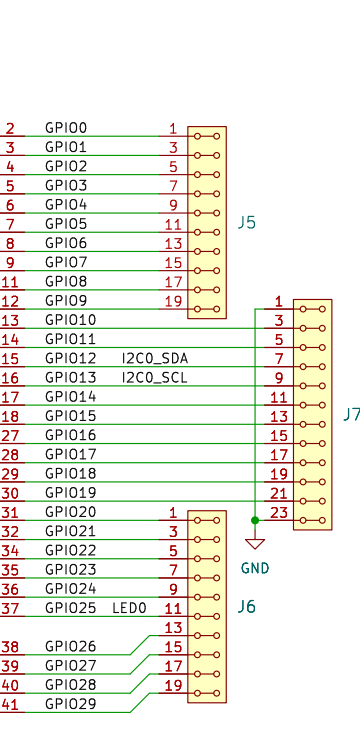 2 GPIO0 1
3 GPIO1 3
4 GPIO2 5
5 GPIO3 7
6 GPIO4 9
7 GPIO5 11 J5
8 GPIO6 13
9 GPIO7 15
11 GPIO8 17
12 GPIO9 19 1
13 GPIO10 3
14 GPIO11 5
15 GPIO12 I2C0_SDA 7
16 GPIO13 I2C0_SCL 9
17 GPIO14 11 J7
18 GPIO15 13
27 GPIO16 15
28 GPIO17 17
29 GPIO18 19
30 GPIO19 21
31 GPIO20 1 23
32 GPIO21 3
34 GPIO22 5 GND
35 GPIO23 7
36 GPIO24 9 J6
37 GPIO25 LED0 11
13
38 GPIO26 15
39 GPIO27 17
40 GPIO28 19
41 GPIO29